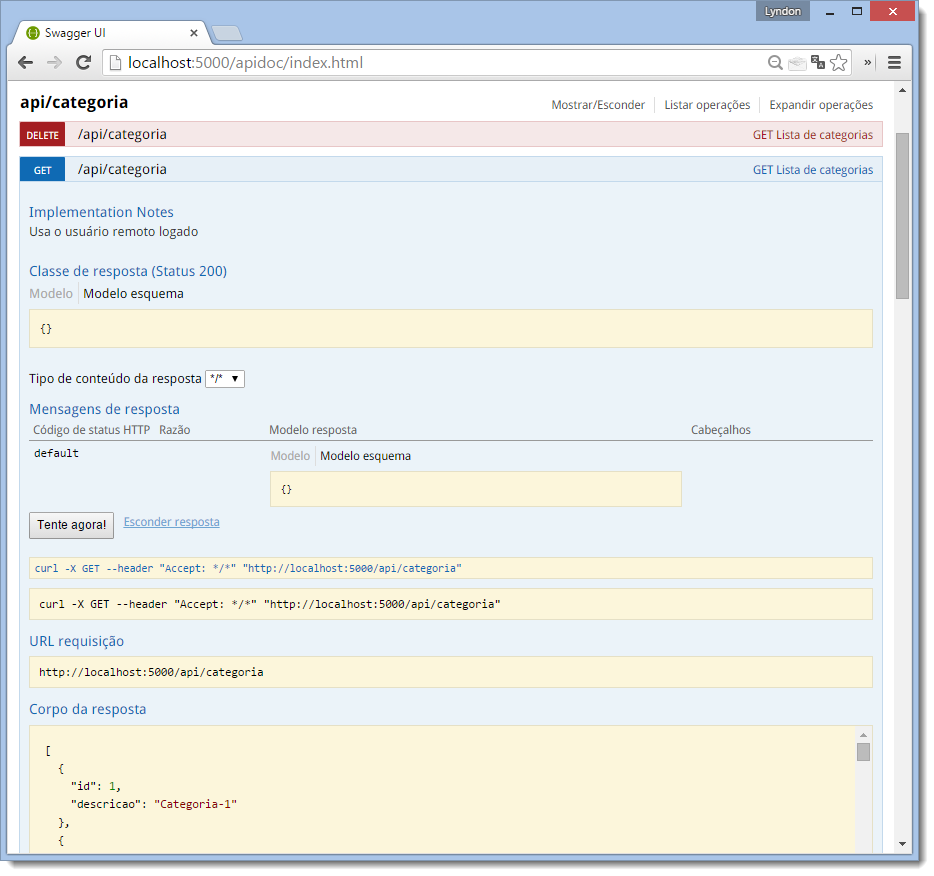 Lyndon
Swagger UI
localhost:5000/apidoc/index.html
api/categoria
Mostrar/Esconder Listar operações Expandir operações
DELETE /api/categoria GET Lista de categorias
GET /api/categoria GET Lista de categorias
Implementation Notes
Usa o usuário remoto logado
Classe de resposta (Status 200)
Modelo Modelo esquema
{}
Tipo de conteúdo da resposta */*
Mensagens de resposta
Código de status HTTP Razão Modelo resposta Cabeçalhos
default Modelo Modelo esquema
{}
Tente agora! Esconder resposta
curl -X GET --header "Accept: */*" "http://localhost:5000/api/categoria"
curl -X GET --header "Accept: */*" "http://localhost:5000/api/categoria"
URL requisição
http://localhost:5000/api/categoria
Corpo da resposta
[
{
"id": 1,
"descricao": "Categoria-1"
},
{